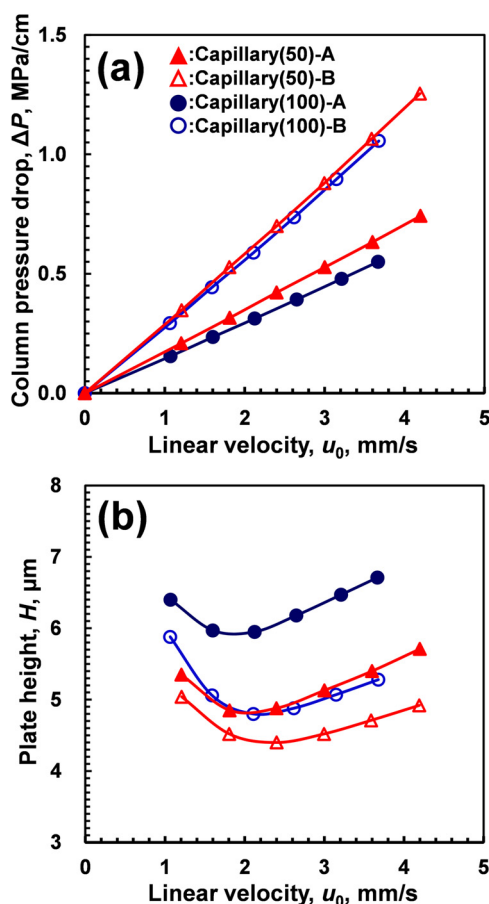 (a)
▲:Capillary(50)-A
△:Capillary(50)-B
●:Capillary(100)-A
○:Capillary(100)-B
Column pressure drop, ΔP, MPa/cm
1.5
1.0
0.5
0.0
0 1 2 3 4 5
Linear velocity, u₀, mm/s
(b)
Plate height, H, μm
8
7
6
5
4
3
0 1 2 3 4 5
Linear velocity, u₀, mm/s